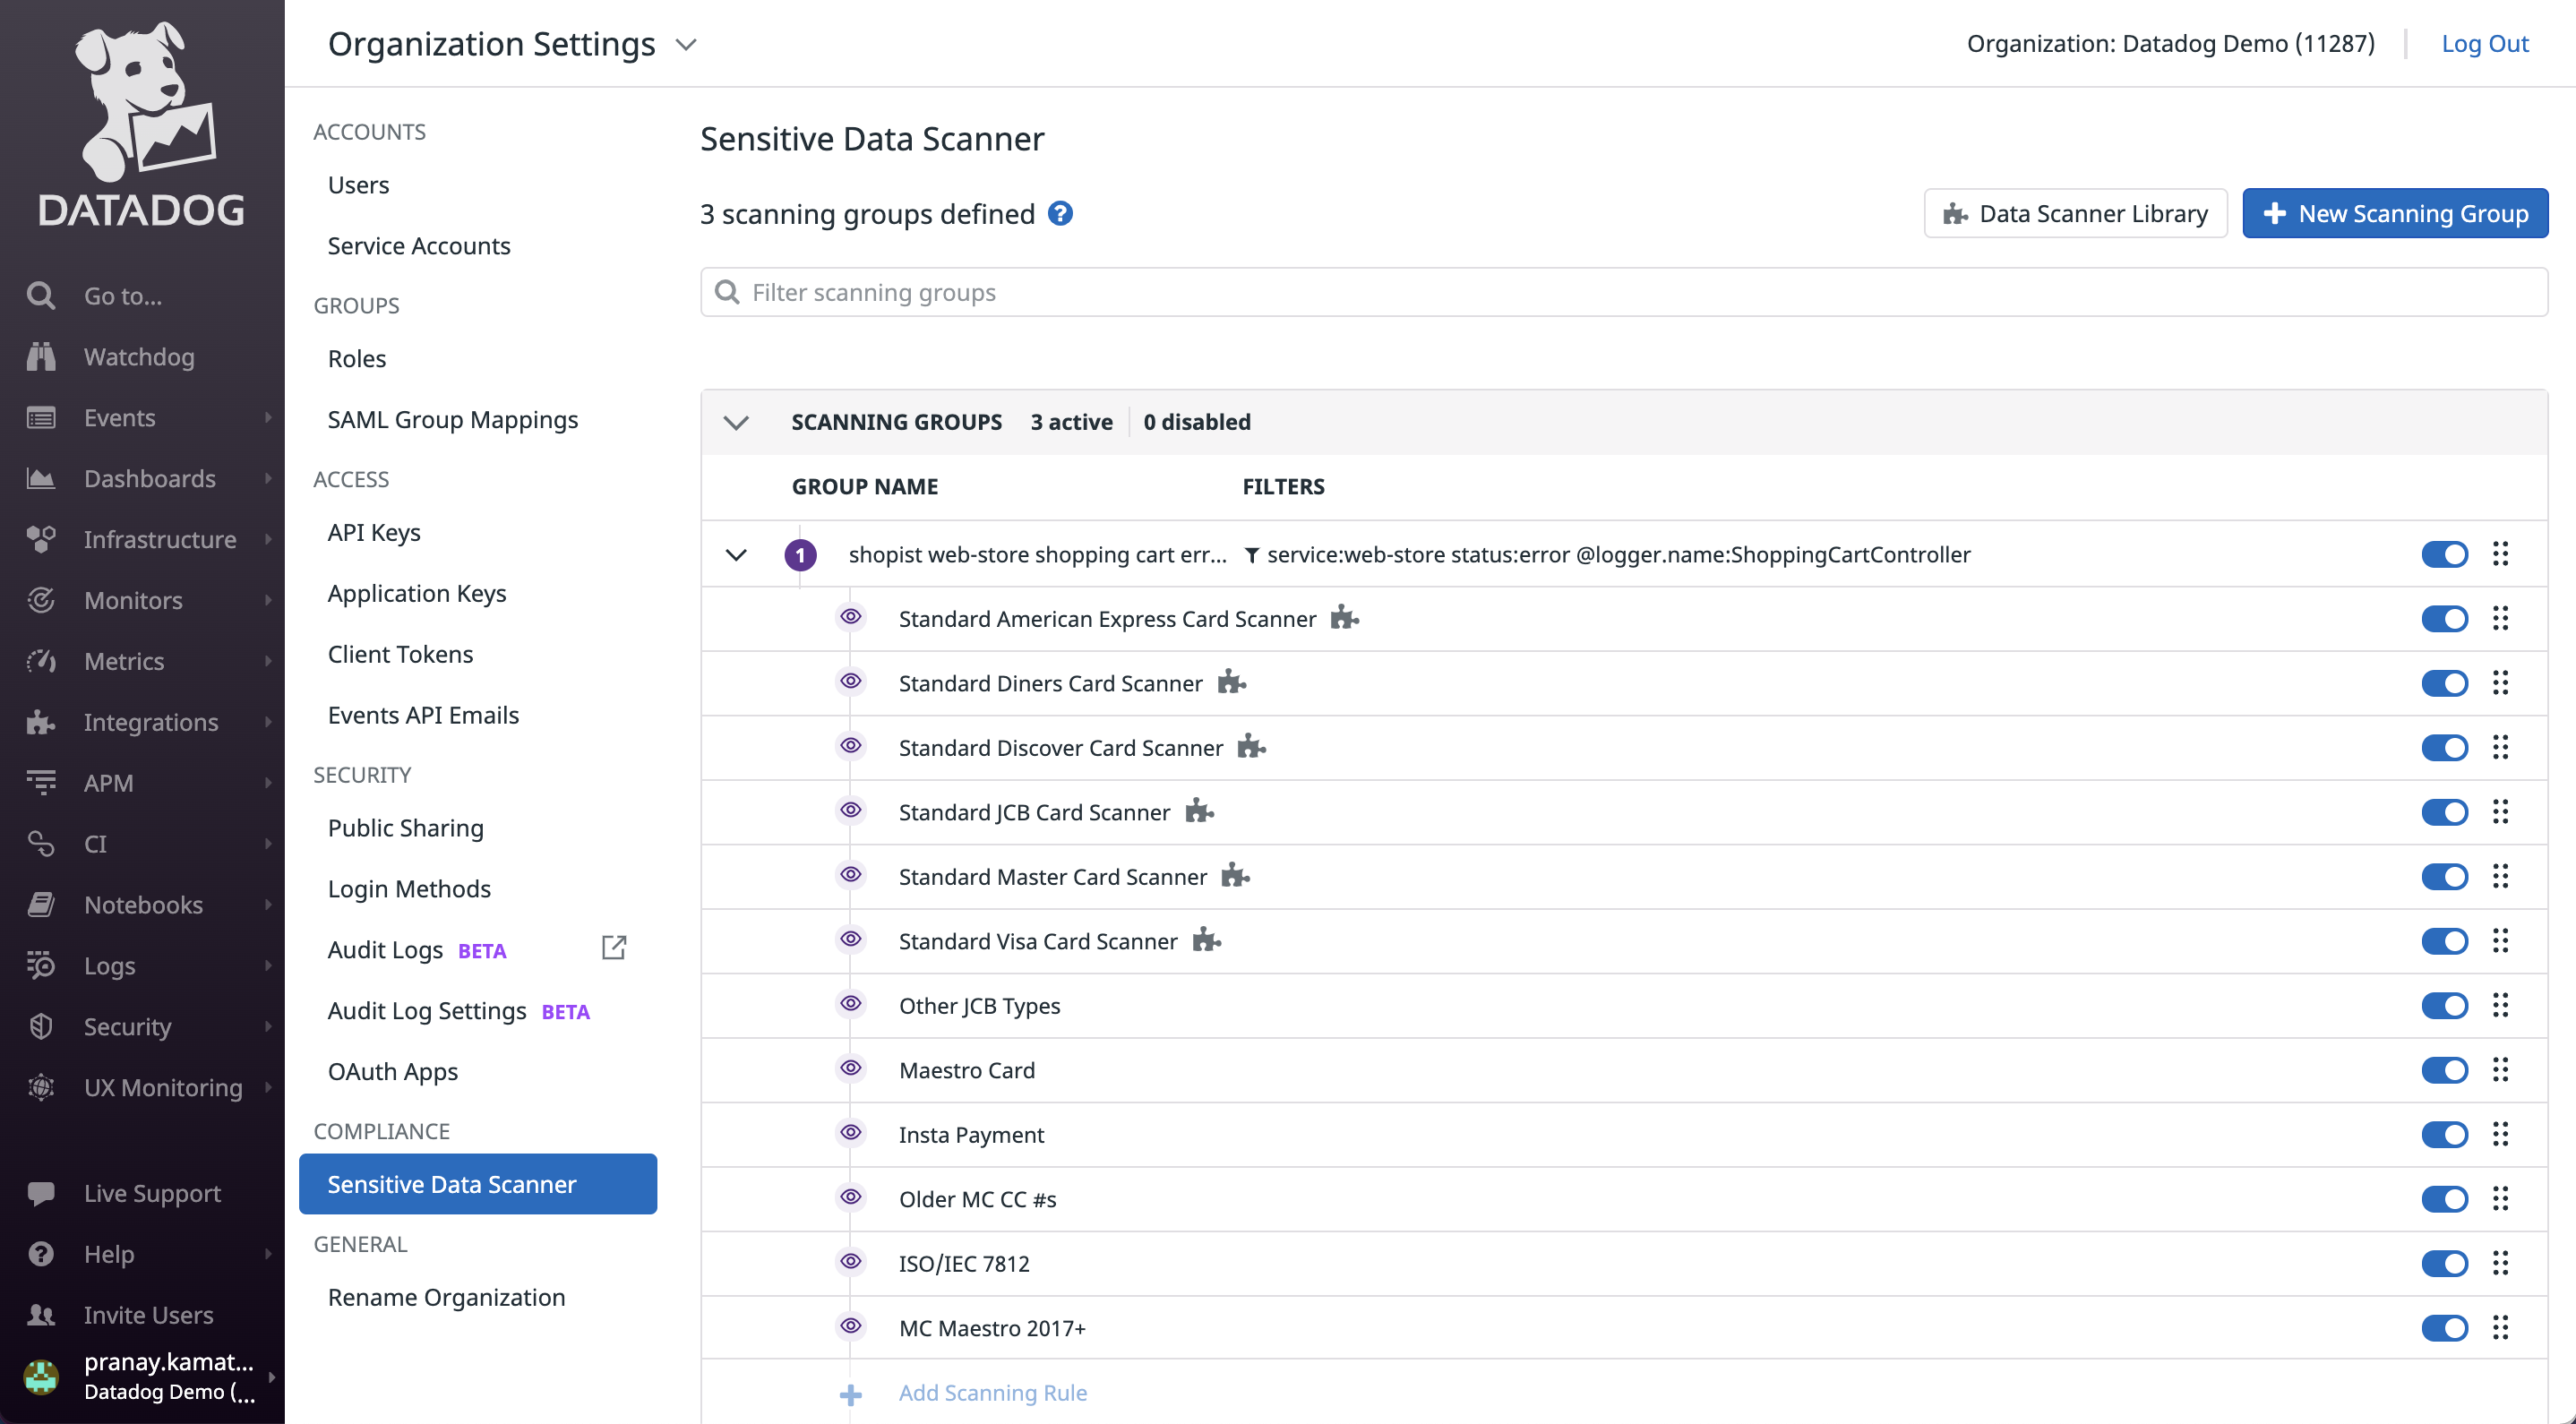 DATADOG
Go to...
Watchdog
Events
Dashboards
Infrastructure
Monitors
Metrics
Integrations
APM
CI
Notebooks
Logs
Security
UX Monitoring
Live Support
Help
Invite Users
pranay.kamat...
Datadog Demo (...
Organization Settings
Organization: Datadog Demo (11287)
Log Out
ACCOUNTS
Users
Service Accounts
GROUPS
Roles
SAML Group Mappings
ACCESS
API Keys
Application Keys
Client Tokens
Events API Emails
SECURITY
Public Sharing
Login Methods
Audit Logs BETA
Audit Log Settings BETA
OAuth Apps
COMPLIANCE
Sensitive Data Scanner
GENERAL
Rename Organization
Sensitive Data Scanner
3 scanning groups defined ?
Data Scanner Library
+ New Scanning Group
Filter scanning groups
SCANNING GROUPS 3 active 0 disabled
GROUP NAME FILTERS
1 shopist web-store shopping cart err... service:web-store status:error @logger.name:ShoppingCartController
Standard American Express Card Scanner
Standard Diners Card Scanner
Standard Discover Card Scanner
Standard JCB Card Scanner
Standard Master Card Scanner
Standard Visa Card Scanner
Other JCB Types
Maestro Card
Insta Payment
Older MC CC #s
ISO/IEC 7812
MC Maestro 2017+
+ Add Scanning Rule